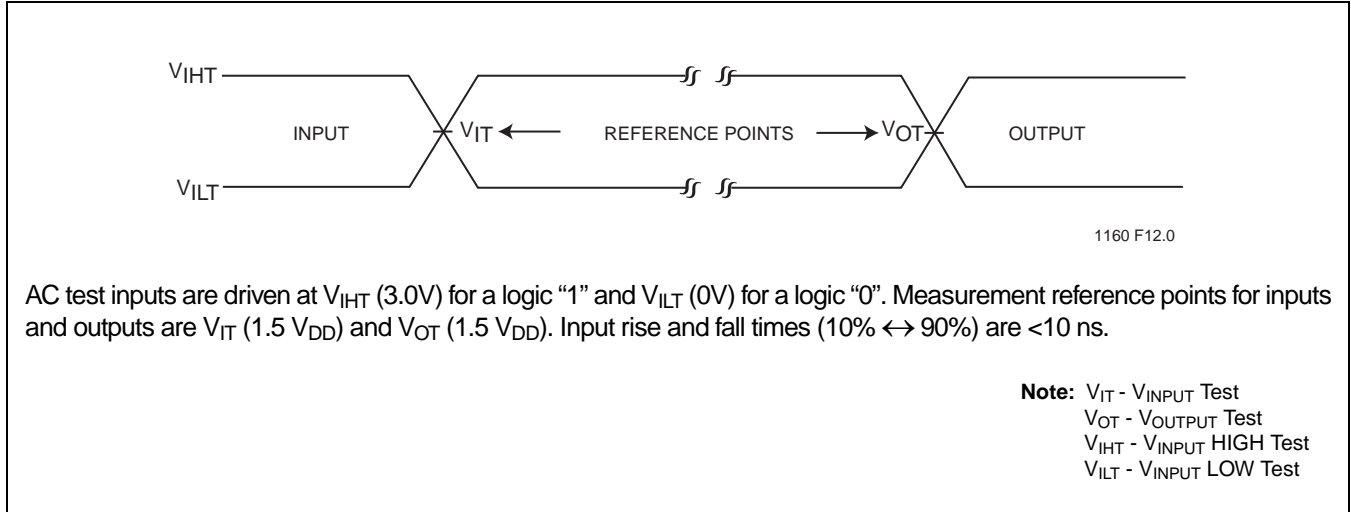 VIHT
INPUT VIT REFERENCE POINTS VOT OUTPUT
VILT
1160 F12.0
AC test inputs are driven at VIHT (3.0V) for a logic “1” and VILT (0V) for a logic “0”. Measurement reference points for inputs
and outputs are VIT (1.5 VDD) and VOT (1.5 VDD). Input rise and fall times (10% ↔ 90%) are <10 ns.
Note: VIT - VINPUT Test
VOT - VOUTPUT Test
VIHT - VINPUT HIGH Test
VILT - VINPUT LOW Test